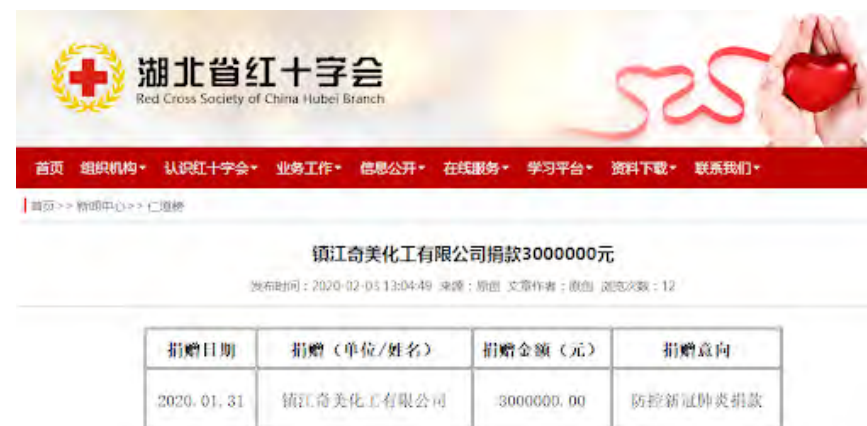 湖北省红十字会
Red Cross Society of China Hubei Branch
首页 组织机构 认识红十字会 业务工作 信息公开 在线服务 学习平台 资料下载 联系我们
首页>> 新闻中心>> 仁道榜
镇江奇美化工有限公司捐款3000000元
发布时间：2020-02-03 13:04:49 来源：原创 文章作者：原创 浏览次数：12
捐赠日期 捐赠（单位/姓名） 捐赠金额（元） 捐赠意向
2020.01.31 镇江奇美化工有限公司 3000000.00 防控新冠肺炎捐款